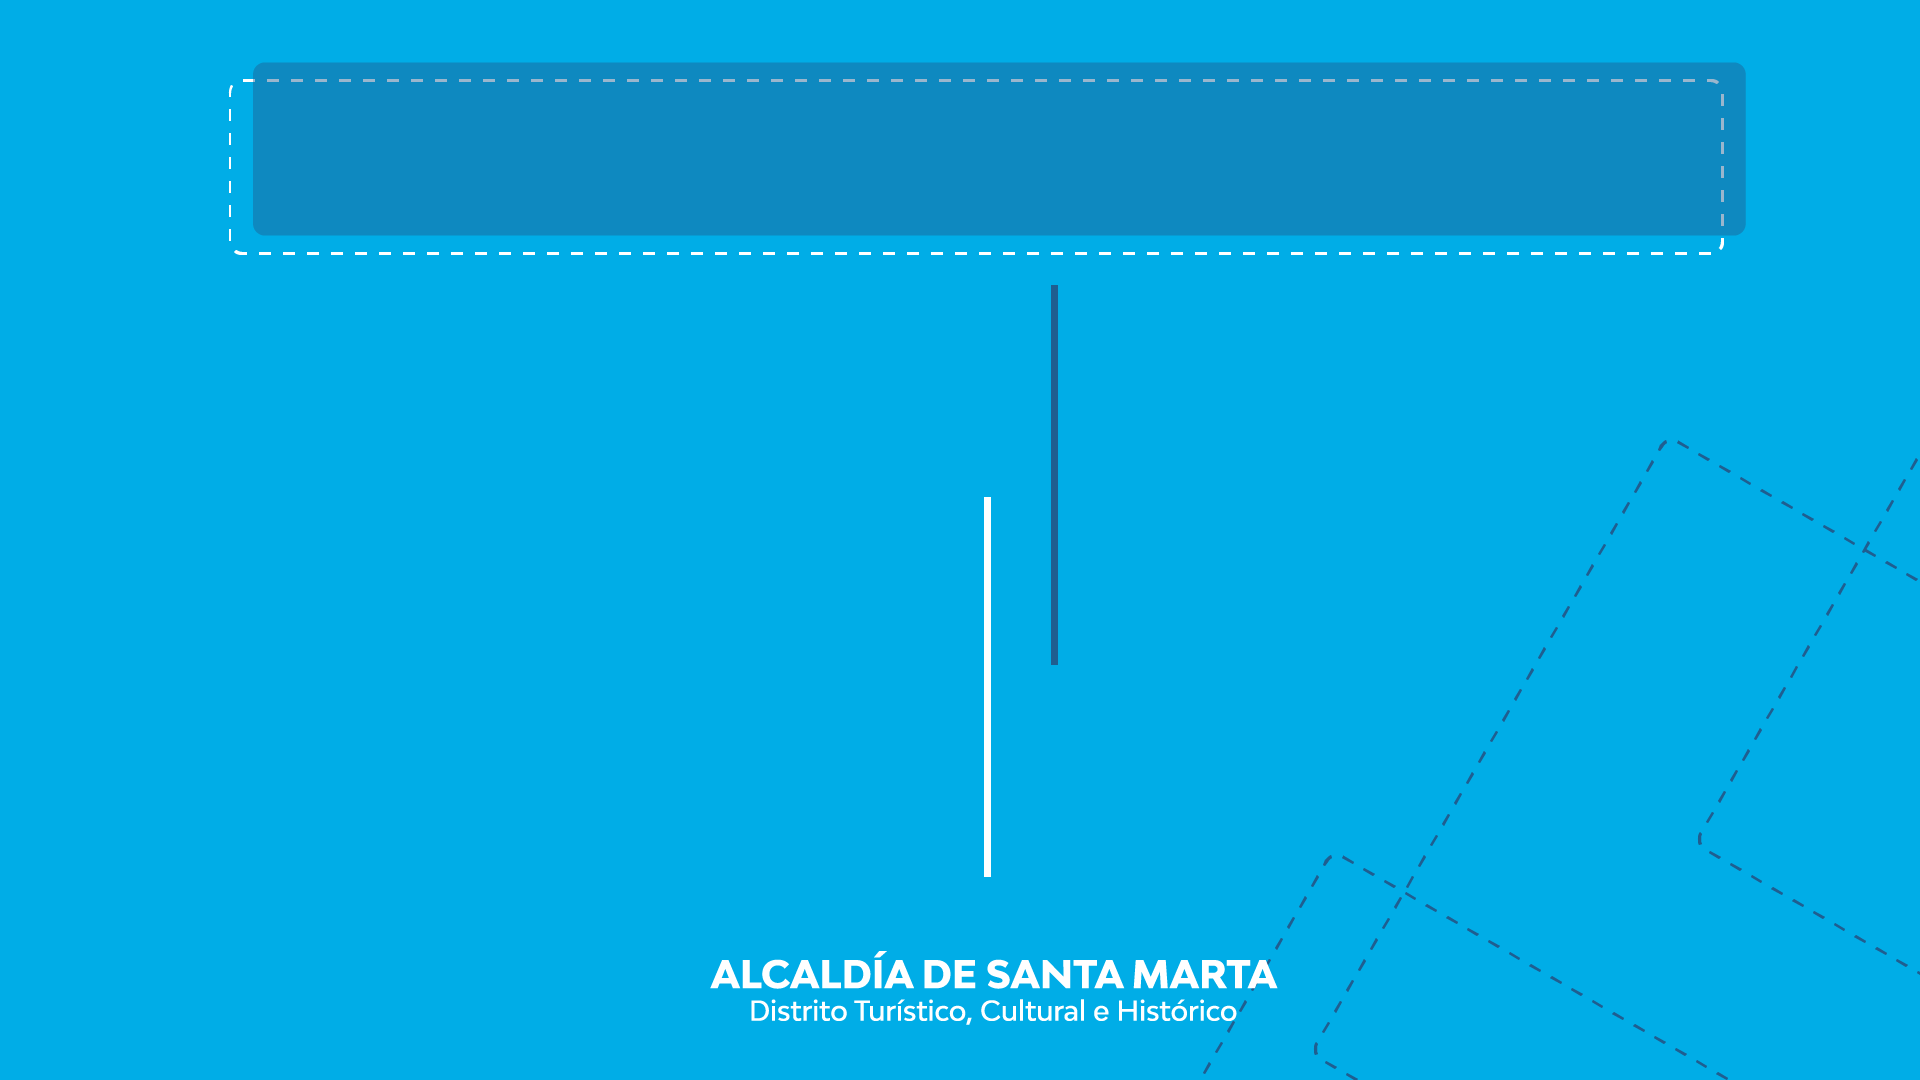 ALCALDÍA DE SANTA MARTA
Distrito Turístico, Cultural e Histórico